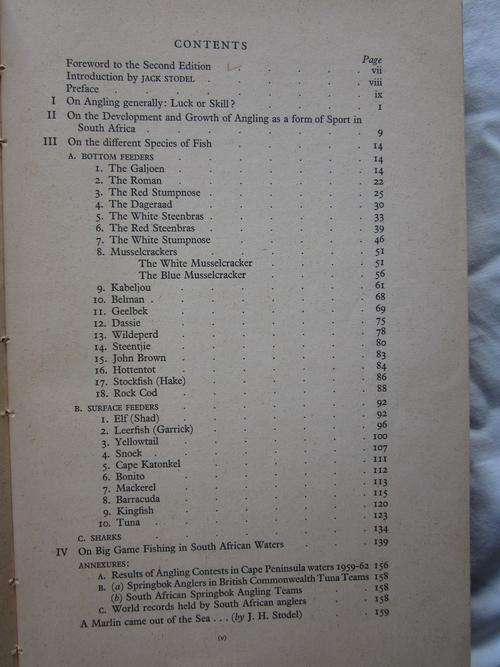 CONTENTS
Page
Foreword to the Second Edition . . . . vii
Introduction by JACK STODEL . . . . viii
Preface . . . . ix
I On Angling generally: Luck or Skill? . . . . 1
II On the Development and Growth of Angling as a form of Sport in
South Africa . . . . 9
III On the different Species of Fish . . . . 14
A. BOTTOM FEEDERS . . . . 14
1. The Galjoen . . . . 14
2. The Roman . . . . 22
3. The Red Stumpnose . . . . 25
4. The Dageraad . . . . 30
5. The White Steenbras . . . . 33
6. The Red Steenbras . . . . 39
7. The White Stumpnose . . . . 46
8. Musselcrackers . . . . 51
The White Musselcracker . . . . 51
The Blue Musselcracker . . . . 56
9. Kabeljou . . . . 61
10. Belman . . . . 68
11. Geelbek . . . . 69
12. Dassie . . . . 75
13. Wildeperd . . . . 78
14. Steentjie . . . . 80
15. John Brown . . . . 83
16. Hottentot . . . . 84
17. Stockfish (Hake) . . . . 86
18. Rock Cod . . . . 88
B. SURFACE FEEDERS . . . . 92
1. Elf (Shad) . . . . 92
2. Leerfish (Garrick) . . . . 96
3. Yellowtail . . . . 100
4. Snoek . . . . 107
5. Cape Katonkel . . . . 111
6. Bonito . . . . 112
7. Mackerel . . . . 113
8. Barracuda . . . . 115
9. Kingfish . . . . 120
10. Tuna . . . . 123
C. SHARKS . . . . 134
IV On Big Game Fishing in South African Waters . . . . 139
ANNEXURES:
A. Results of Angling Contests in Cape Peninsula waters 1959-62 156
B. (a) Springbok Anglers in British Commonwealth Tuna Teams 158
(b) South African Springbok Angling Teams . . . 158
C. World records held by South African anglers . . . 158
A Marlin came out of the Sea . . . (by J. H. Stodel) . . . 159
(v)